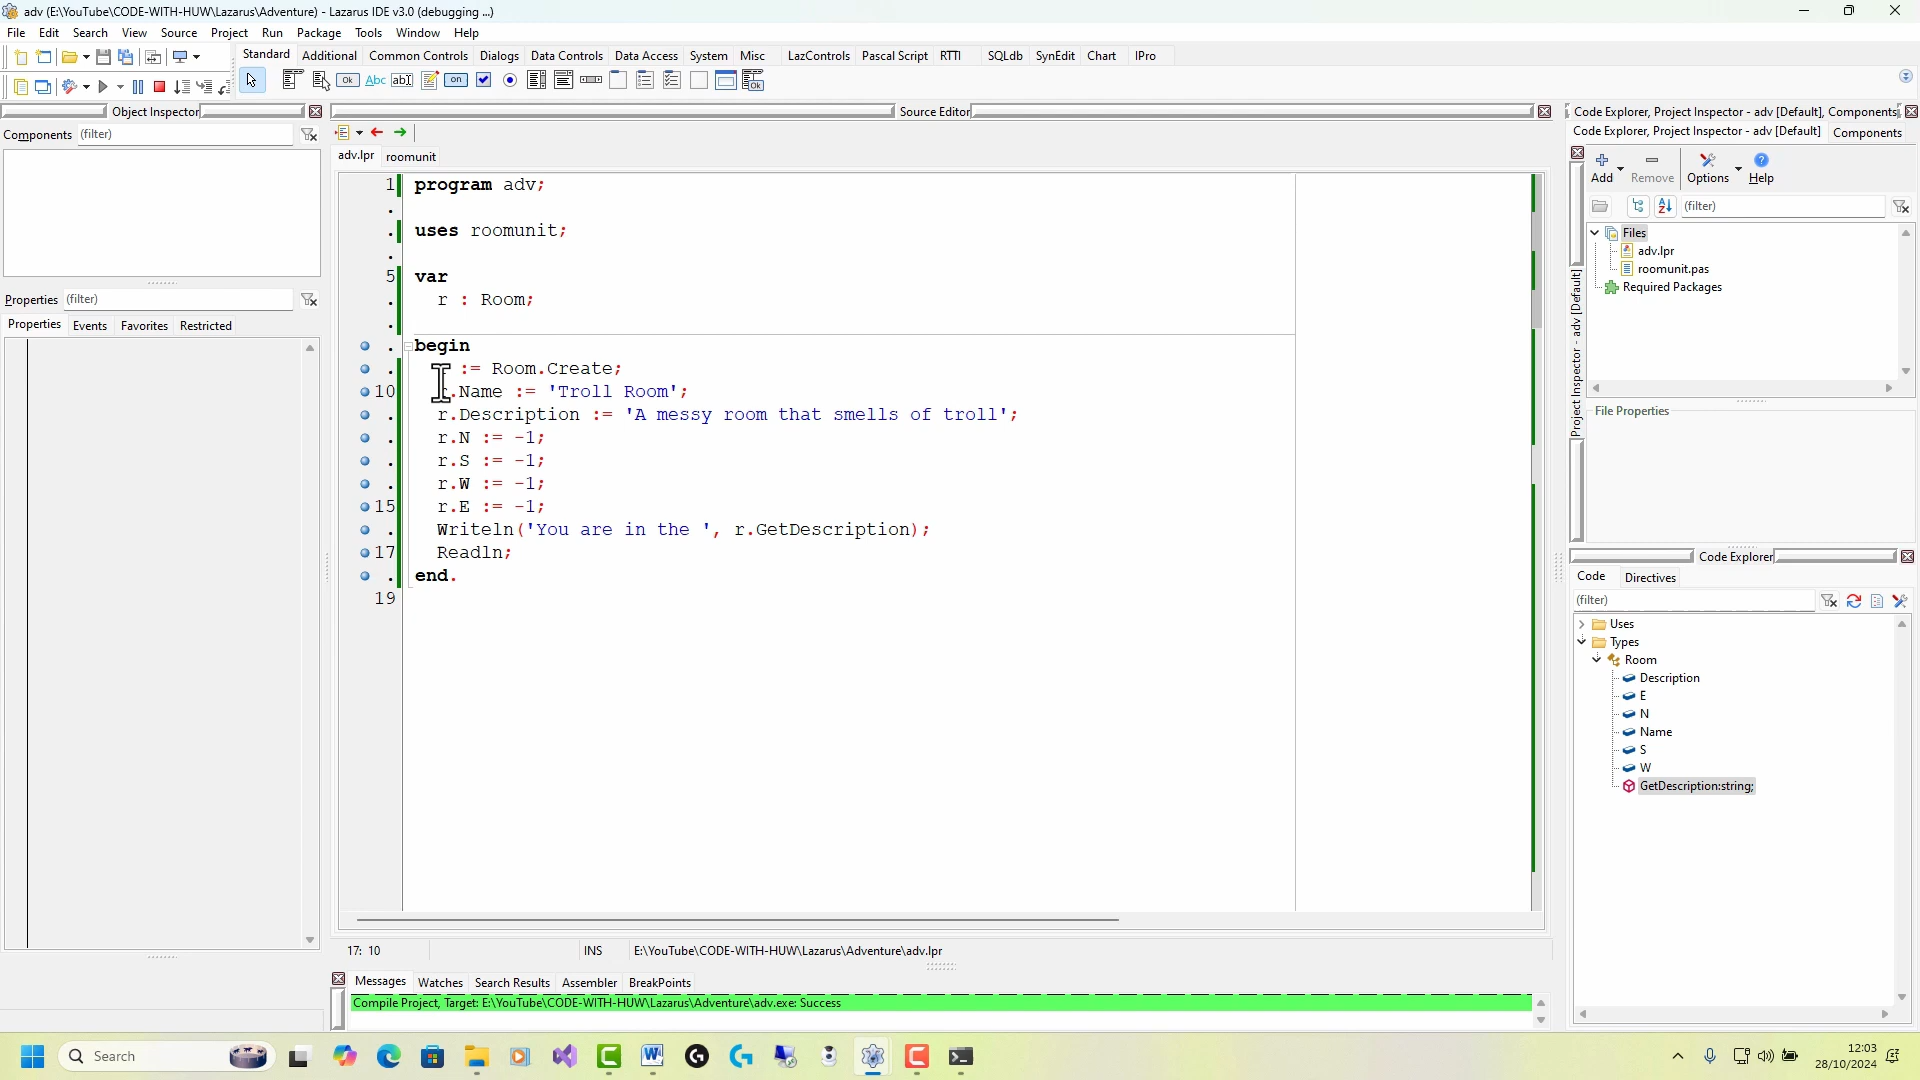 adv (E:\YouTube\CODE-WITH-HUW\Lazarus\Adventure) - Lazarus IDE v3.0 (debugging ...)
File Edit Search View Source Project Run Package Tools Window Help
Standard Additional Common Controls Dialogs Data Controls Data Access System Misc LazControls Pascal Script RTTI SQLdb SynEdit Chart IPro
Ok Abc ab on Ok
Object Inspector
Components (filter)
Properties (filter)
Properties Events Favorites Restricted
Source Editor
adv.lpr roomunit
1 program adv;
. uses roomunit;
5 var
. r : Room;
. begin
. := Room.Create;
10 r.Name := 'Troll Room';
. r.Description := 'A messy room that smells of troll';
. r.N := -1;
. r.S := -1;
. r.W := -1;
15 r.E := -1;
. Writeln('You are in the ', r.GetDescription);
17 Readln;
. end.
19
17: 10 INS E:\YouTube\CODE-WITH-HUW\Lazarus\Adventure\adv.lpr
Messages Watches Search Results Assembler BreakPoints
Compile Project, Target: E:\YouTube\CODE-WITH-HUW\Lazarus\Adventure\adv.exe: Success
Code Explorer, Project Inspector - adv [Default], Components
Code Explorer, Project Inspector - adv [Default] Components
Project Inspector - adv [Default]
Add Remove Options Help
(filter)
Files
adv.lpr
roomunit.pas
Required Packages
File Properties
Code Explorer
Code Directives
(filter)
Uses
Types
Room
Description
E
N
Name
S
W
GetDescription:string;
Search
12:03
28/10/2024